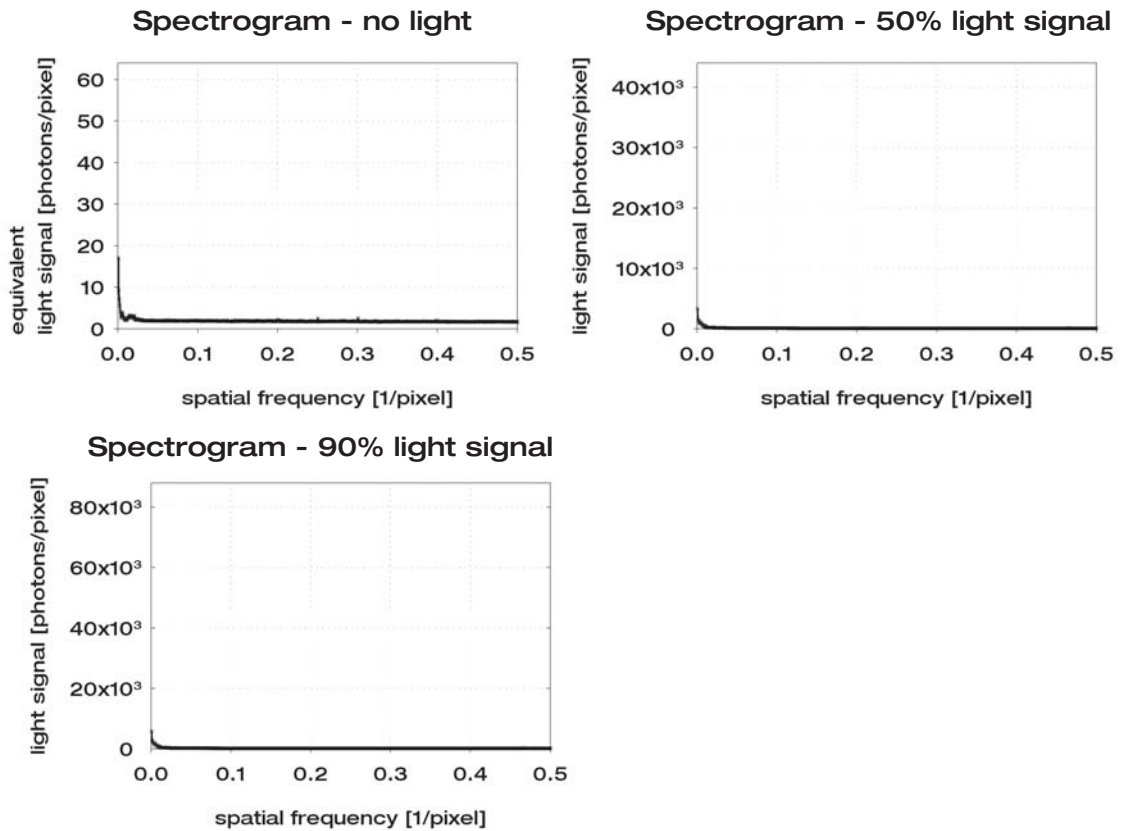 Spectrogram - no light
60
50
40
30
20
10
0
equivalent
light signal [photons/pixel]
0.0 0.1 0.2 0.3 0.4 0.5
spatial frequency [1/pixel]
Spectrogram - 50% light signal
40x10³
30x10³
20x10³
10x10³
0
light signal [photons/pixel]
0.0 0.1 0.2 0.3 0.4 0.5
spatial frequency [1/pixel]
Spectrogram - 90% light signal
80x10³
60x10³
40x10³
20x10³
0
light signal [photons/pixel]
0.0 0.1 0.2 0.3 0.4 0.5
spatial frequency [1/pixel]